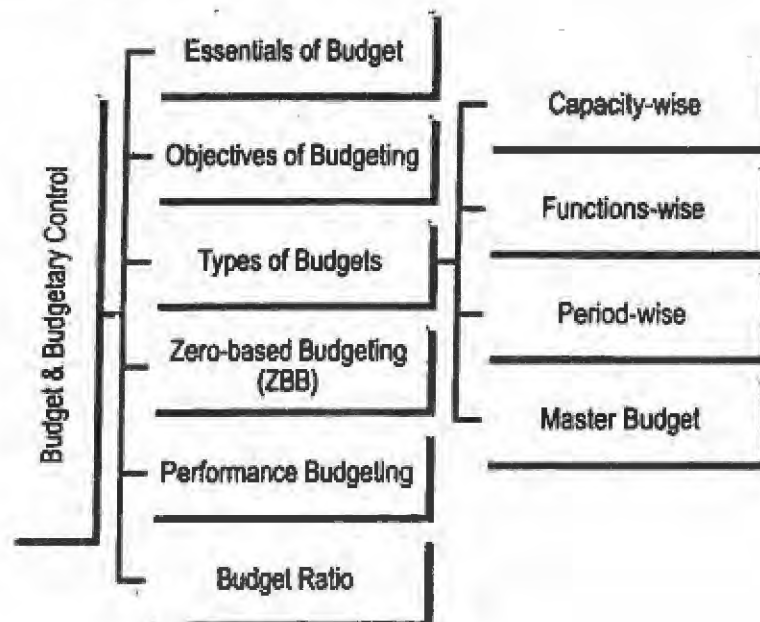 Budget & Budgetary Control
Essentials of Budget
Objectives of Budgeting
Types of Budgets
Zero-based Budgeting
(ZBB)
Performance Budgeting
Budget Ratio
Capacity-wise
Functions-wise
Period-wise
Master Budget